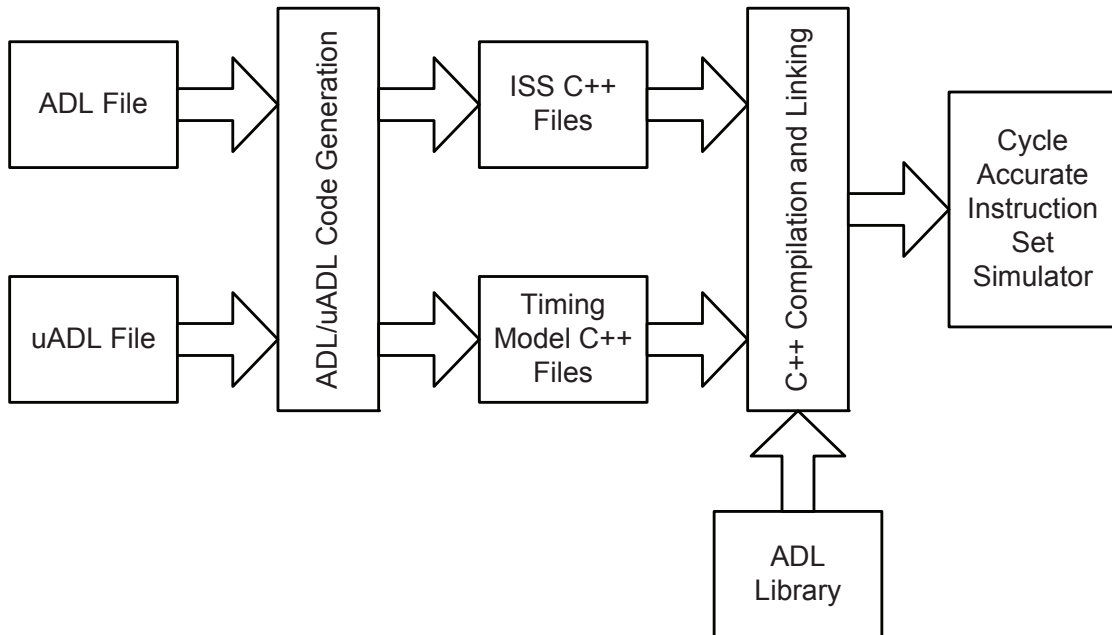 ADL File
ADL/uADL Code Generation
ISS C++
Files
C++ Compilation and Linking
Cycle
Accurate
Instruction
Set
Simulator
uADL File
Timing
Model C++
Files
ADL
Library